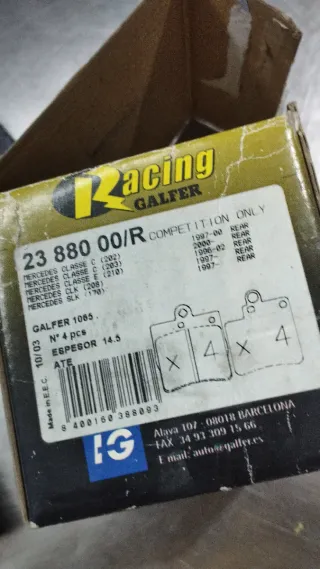 Racing
GALFER
23 880 00/R COMPETITION ONLY
MERCEDES CLASSE C (202) 1997-00 REAR
MERCEDES CLASSE C (203) 2000- REAR
MERCEDES CLASSE E (210) 1996-02 REAR
MERCEDES CLK (208) 1997- REAR
MERCEDES SLK (170) 1997- REAR
GALFER 1065
Nº 4 pcs
ESPESOR 14.5
ATE
Made in E.E.C. 10/03
X 4 X 4
8 400160 388093
G
Alava 107 - 08018 BARCELONA
FAX 34 93 309 15 66
E mail: auto@galfer.es